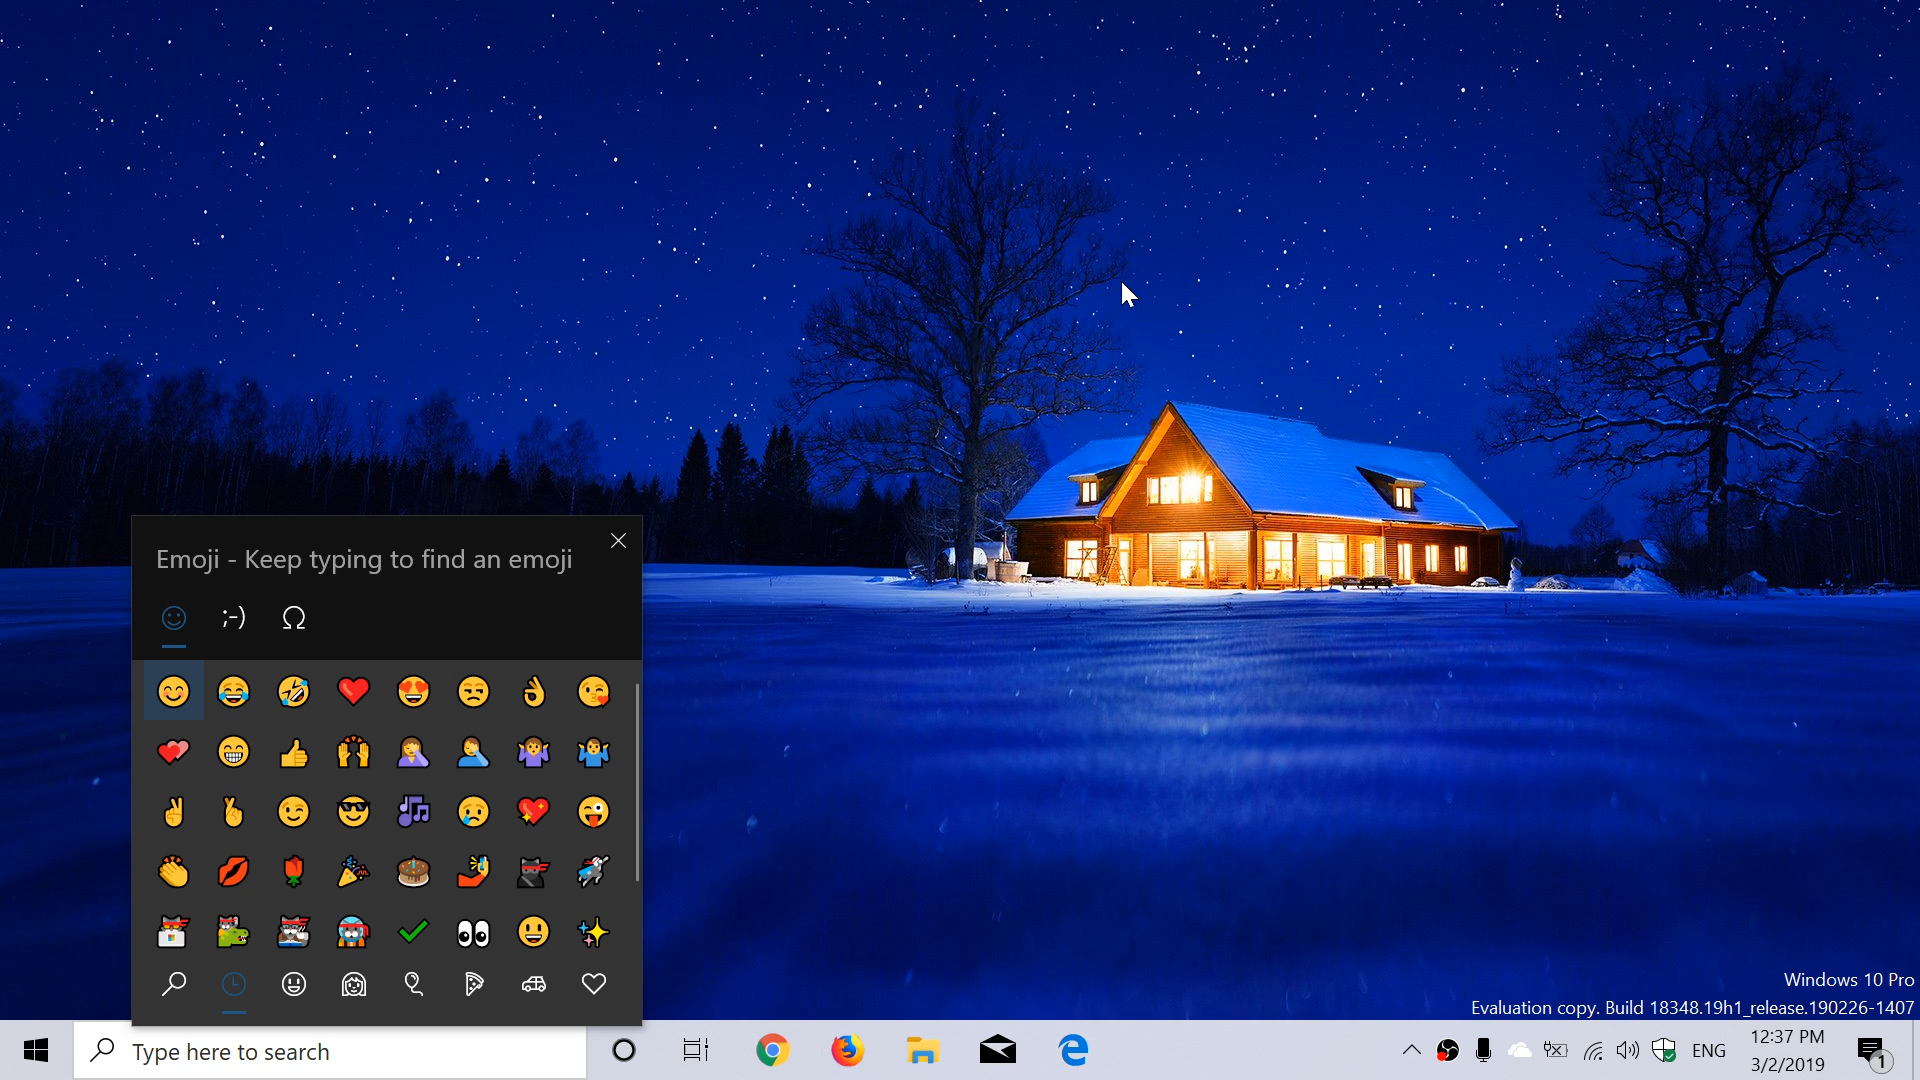 Emoji - Keep typing to find an emoji
;-)
Ω
Windows 10 Pro
Evaluation copy. Build 18348.19h1_release.190226-1407
Type here to search
ENG
12:37 PM
3/2/2019
1